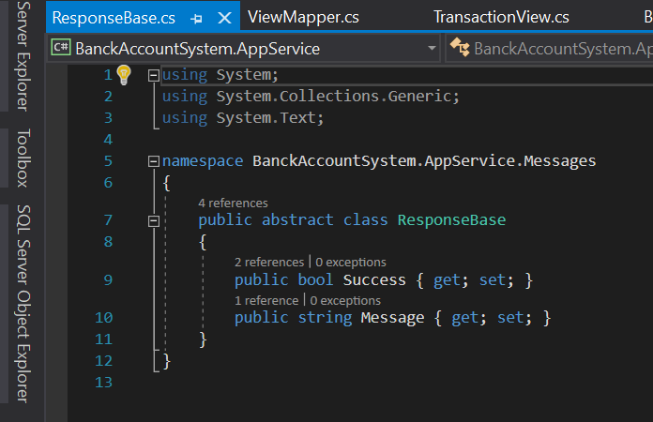 ResponseBase.cs ViewMapper.cs TransactionView.cs B
C# BanckAccountSystem.AppService BanckAccountSystem.Ap
Server Explorer
Toolbox
SQL Server Object Explorer
1 using System;
2 using System.Collections.Generic;
3 using System.Text;
4
5 namespace BanckAccountSystem.AppService.Messages
6 {
4 references
7 public abstract class ResponseBase
8 {
2 references | 0 exceptions
9 public bool Success { get; set; }
1 reference | 0 exceptions
10 public string Message { get; set; }
11 }
12 }
13